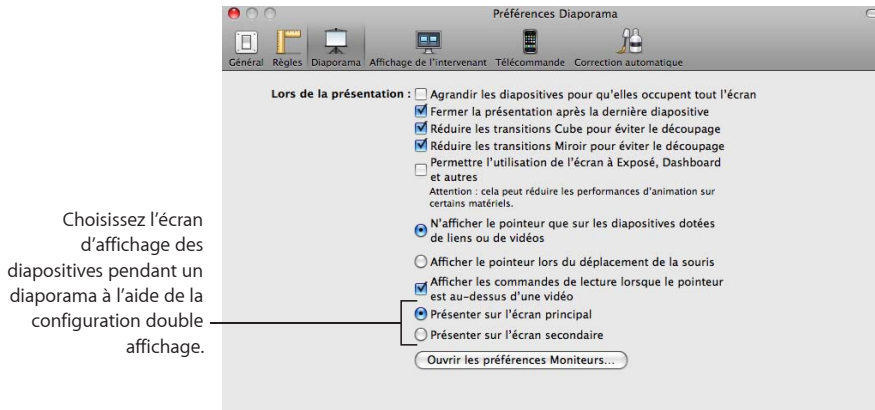 Préférences Diaporama
Général Règles Diaporama Affichage de l'intervenant Télécommande Correction automatique
Lors de la présentation : Agrandir les diapositives pour qu'elles occupent tout l'écran
Fermer la présentation après la dernière diapositive
Réduire les transitions Cube pour éviter le découpage
Réduire les transitions Miroir pour éviter le découpage
Permettre l'utilisation de l'écran à Exposé, Dashboard
et autres
Attention : cela peut réduire les performances d'animation sur
certains matériels.
N'afficher le pointeur que sur les diapositives dotées
de liens ou de vidéos
Afficher le pointeur lors du déplacement de la souris
Afficher les commandes de lecture lorsque le pointeur
est au-dessus d'une vidéo
Présenter sur l'écran principal
Présenter sur l'écran secondaire
Ouvrir les préférences Moniteurs...
Choisissez l'écran
d'affichage des
diapositives pendant un
diaporama à l'aide de la
configuration double
affichage.